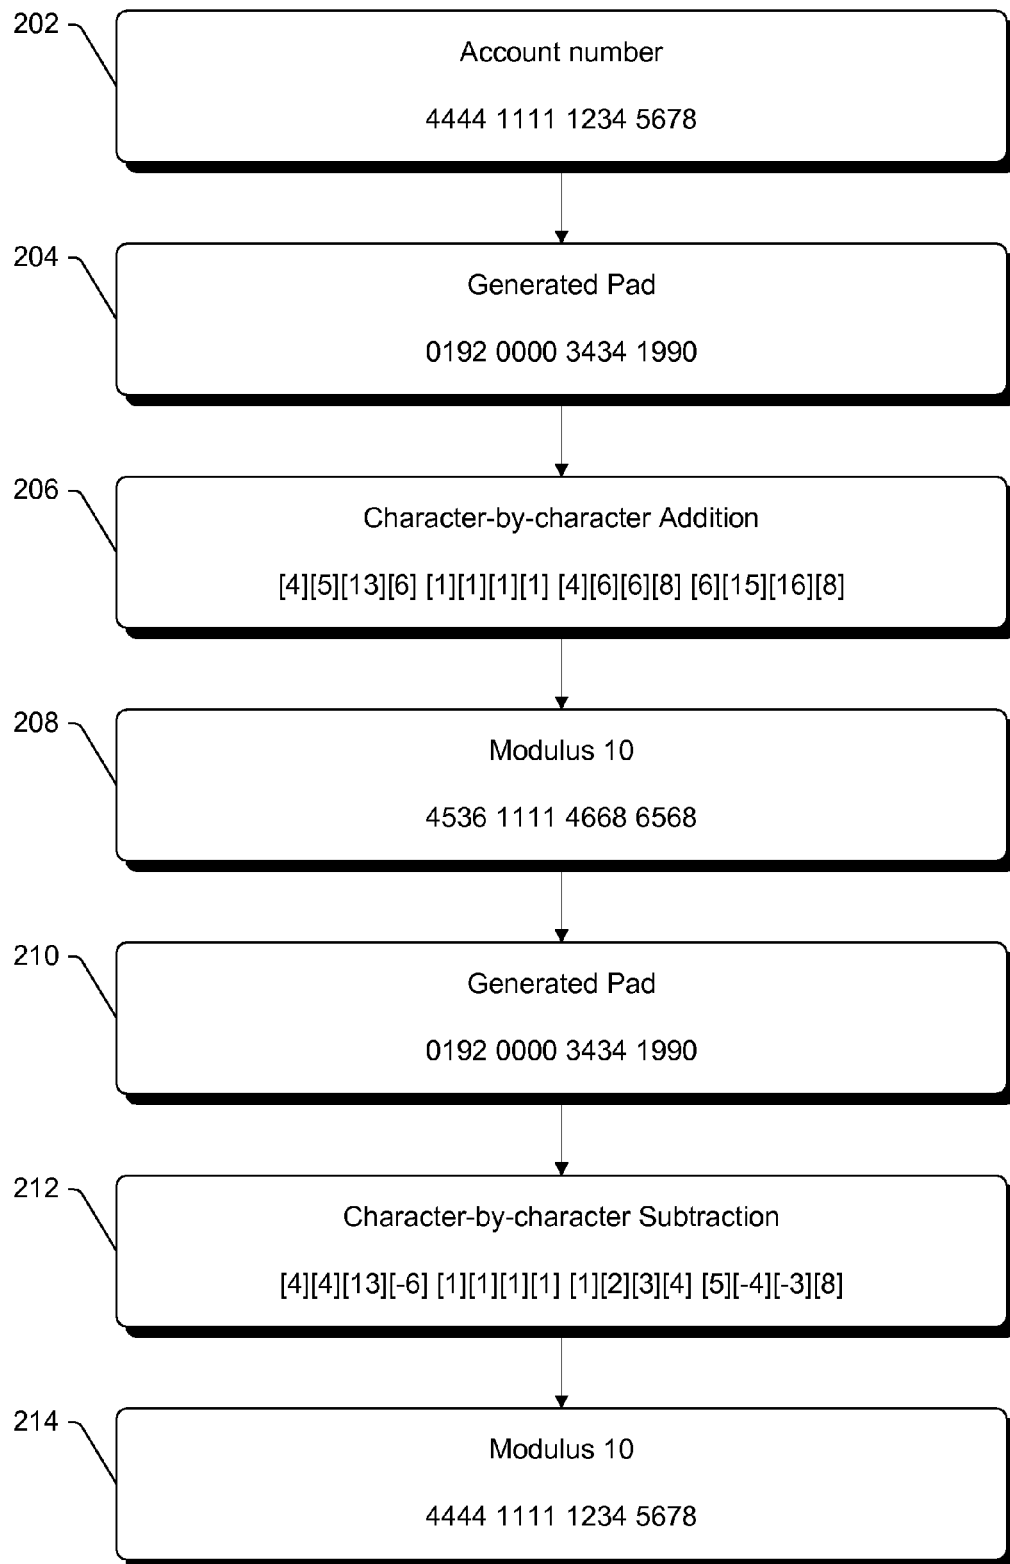 202
Account number
4444 1111 1234 5678
204
Generated Pad
0192 0000 3434 1990
206
Character-by-character Addition
[4][5][13][6] [1][1][1][1] [4][6][6][8] [6][15][16][8]
208
Modulus 10
4536 1111 4668 6568
210
Generated Pad
0192 0000 3434 1990
212
Character-by-character Subtraction
[4][4][13][-6] [1][1][1][1] [1][2][3][4] [5][-4][-3][8]
214
Modulus 10
4444 1111 1234 5678